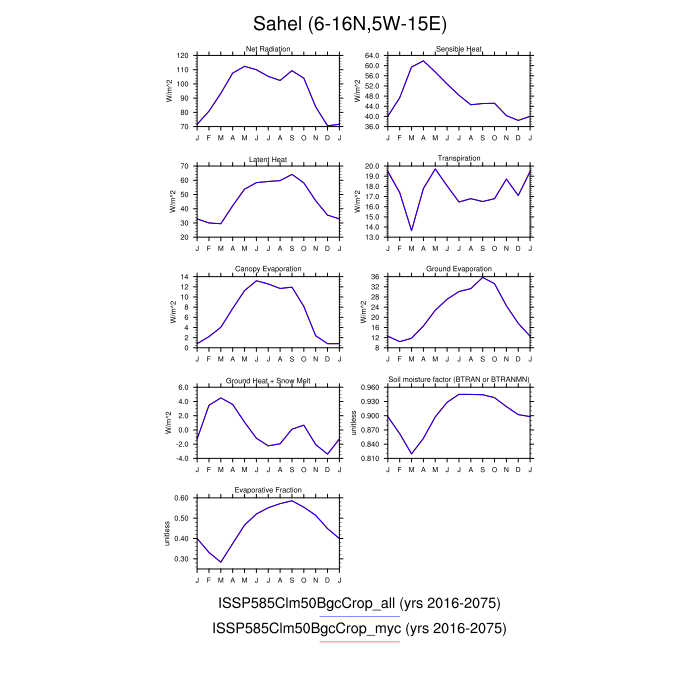 Sahel (6-16N,5W-15E)
Net Radiation
W/m^2
120
110
100
90
80
70
J F M A M J J A S O N D J
Sensible Heat
W/m^2
64.0
60.0
56.0
52.0
48.0
44.0
40.0
36.0
J F M A M J J A S O N D J
Latent Heat
W/m^2
70
60
50
40
30
20
J F M A M J J A S O N D J
Transpiration
W/m^2
20.0
19.0
18.0
17.0
16.0
15.0
14.0
13.0
J F M A M J J A S O N D J
Canopy Evaporation
W/m^2
14
12
10
8
6
4
2
0
J F M A M J J A S O N D J
Ground Evaporation
W/m^2
36
32
28
24
20
16
12
8
J F M A M J J A S O N D J
Ground Heat + Snow Melt
W/m^2
6.0
4.0
2.0
0.0
-2.0
-4.0
J F M A M J J A S O N D J
Soil moisture factor (BTRAN or BTRANMN)
unitless
0.960
0.930
0.900
0.870
0.840
0.810
J F M A M J J A S O N D J
Evaporative Fraction
unitless
0.60
0.50
0.40
0.30
J F M A M J J A S O N D J
ISSP585Clm50BgcCrop_all (yrs 2016-2075)
ISSP585Clm50BgcCrop_myc (yrs 2016-2075)